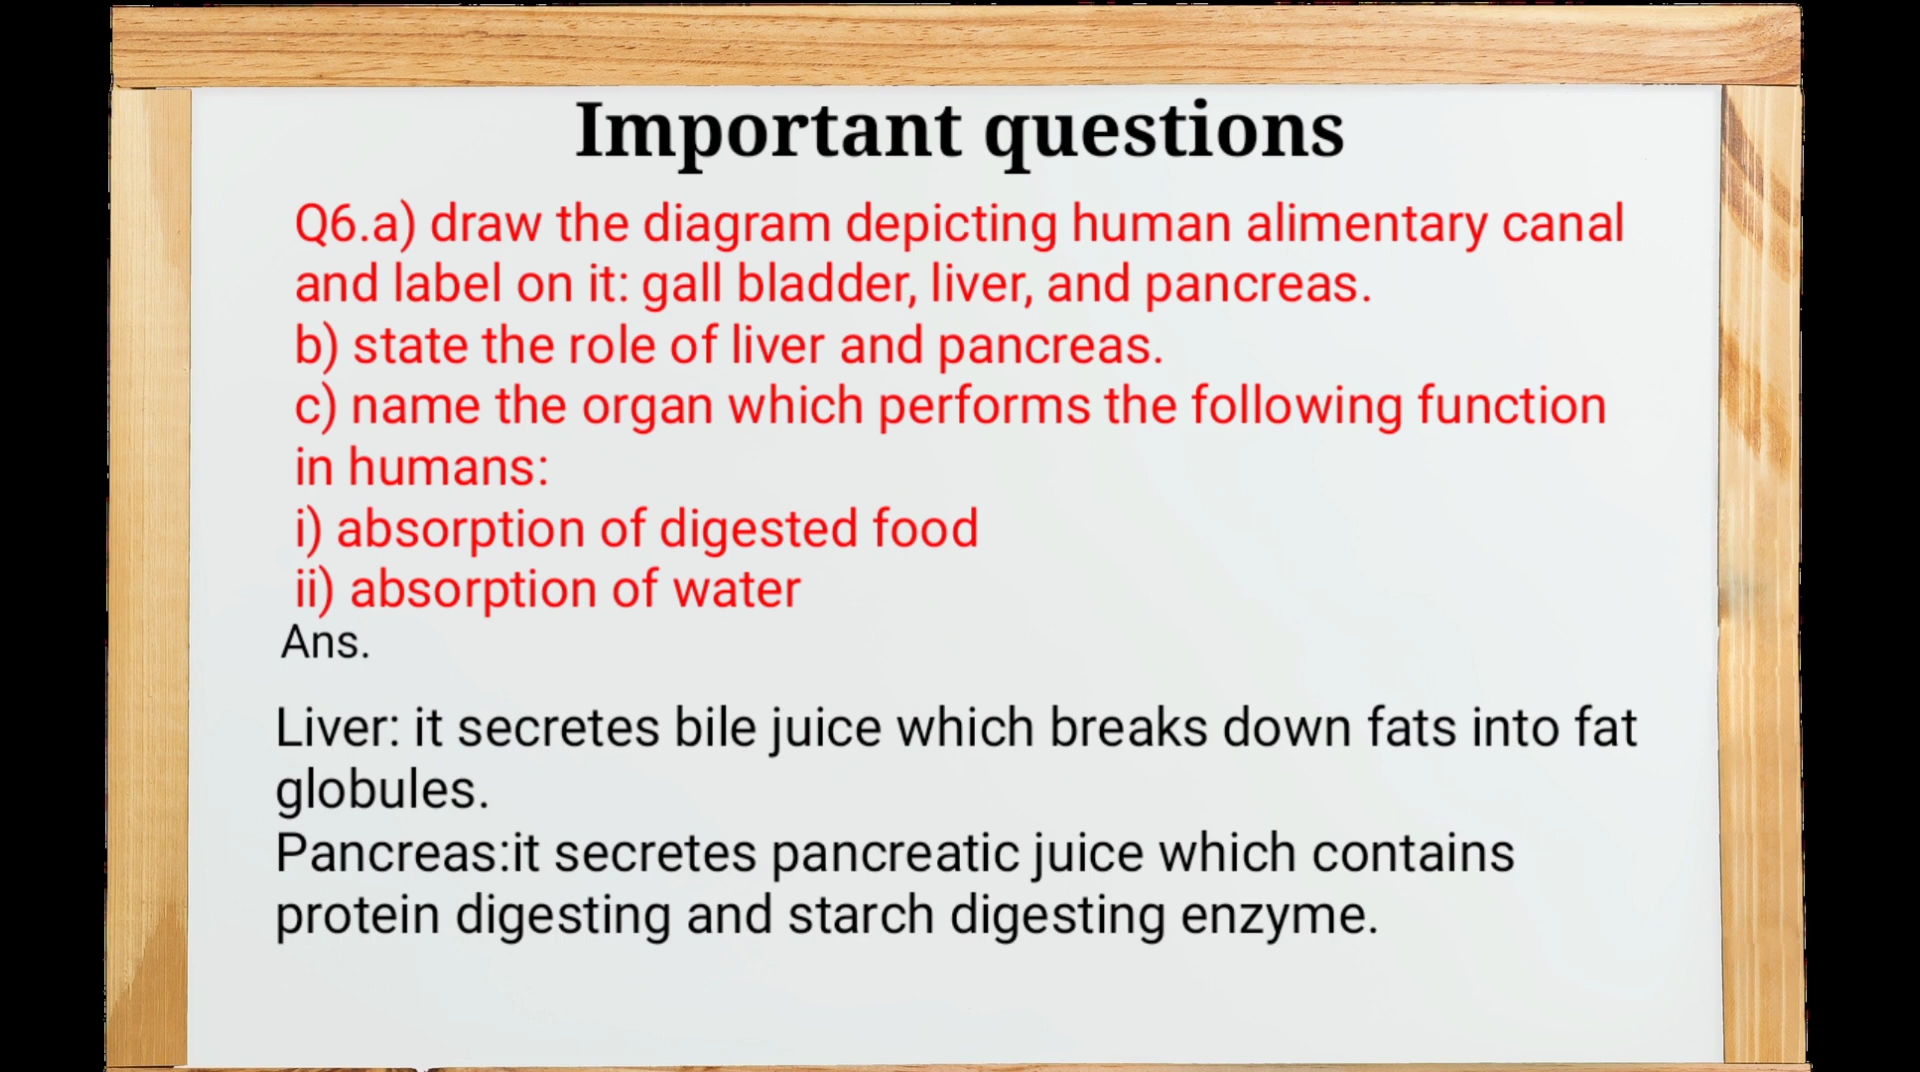 Important questions
Q6.a) draw the diagram depicting human alimentary canal
and label on it: gall bladder, liver, and pancreas.
b) state the role of liver and pancreas.
c) name the organ which performs the following function
in humans:
i) absorption of digested food
ii) absorption of water
Ans.
Liver: it secretes bile juice which breaks down fats into fat
globules.
Pancreas:it secretes pancreatic juice which contains
protein digesting and starch digesting enzyme.